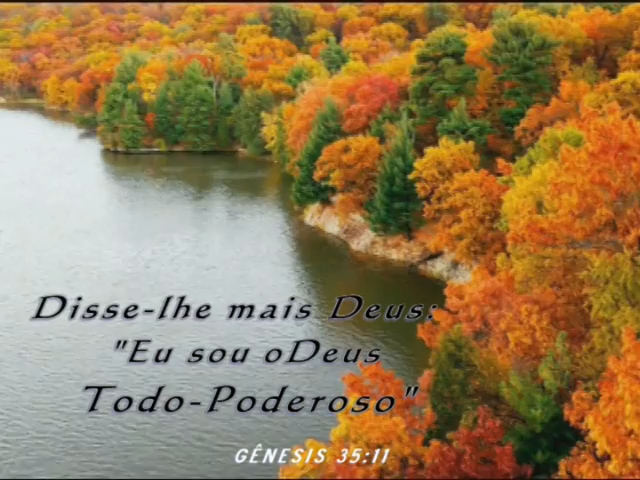 Disse-lhe mais Deus:
"Eu sou oDeus
Todo-Poderoso"
GÊNESIS 35:11